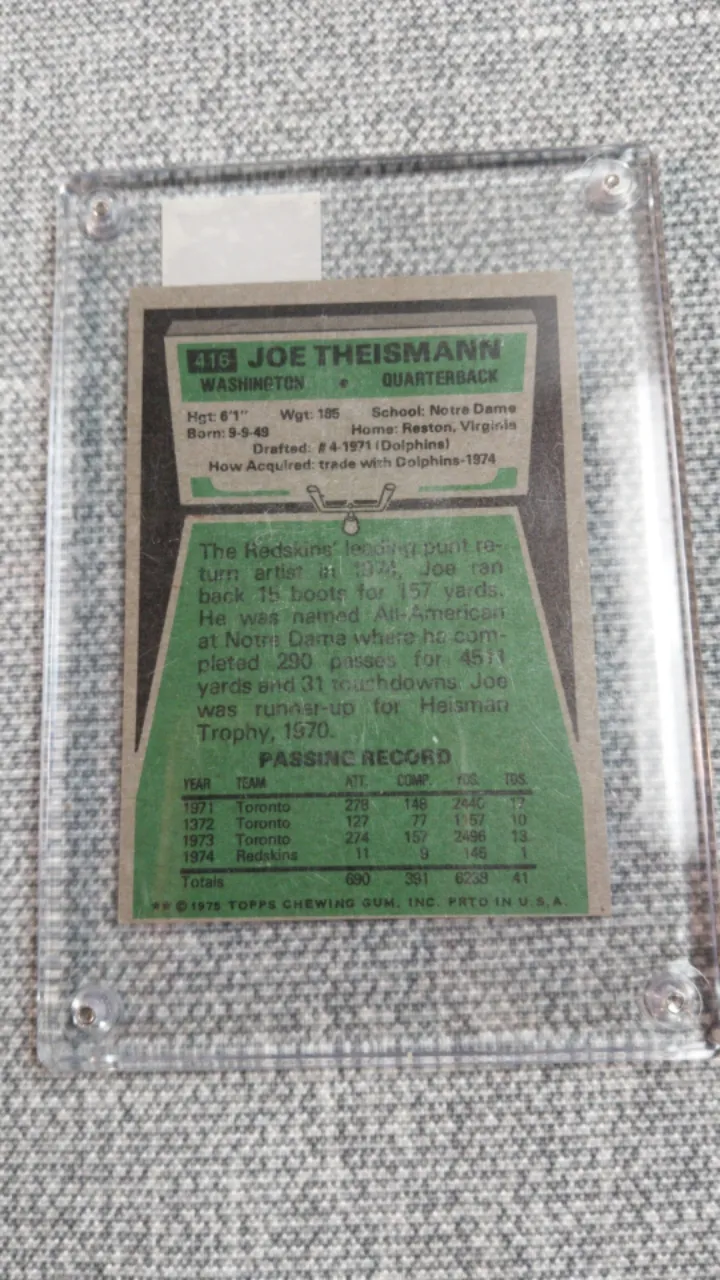 416 JOE THEISMANN
WASHINGTON • QUARTERBACK
Hgt: 6'1" Wgt: 185 School: Notre Dame
Born: 9-9-49 Home: Reston, Virginia
Drafted: #4-1971 (Dolphins)
How Acquired: trade with Dolphins-1974
The Redskins' leading punt re-
turn artist in 1974, Joe ran
back 15 boots for 157 yards.
He was named All-American
at Notre Dame where he com-
pleted 290 passes for 4511
yards and 31 touchdowns. Joe
was runner-up for Heisman
Trophy, 1970.
PASSING RECORD
YEAR TEAM ATT. COMP. YDS. TDS.
1971 Toronto 278 148 2440 17
1972 Toronto 127 77 1157 10
1973 Toronto 274 157 2496 13
1974 Redskins 11 9 145 1
Totals 690 391 6238 41
** © 1975 TOPPS CHEWING GUM, INC. PRTD IN U.S.A.